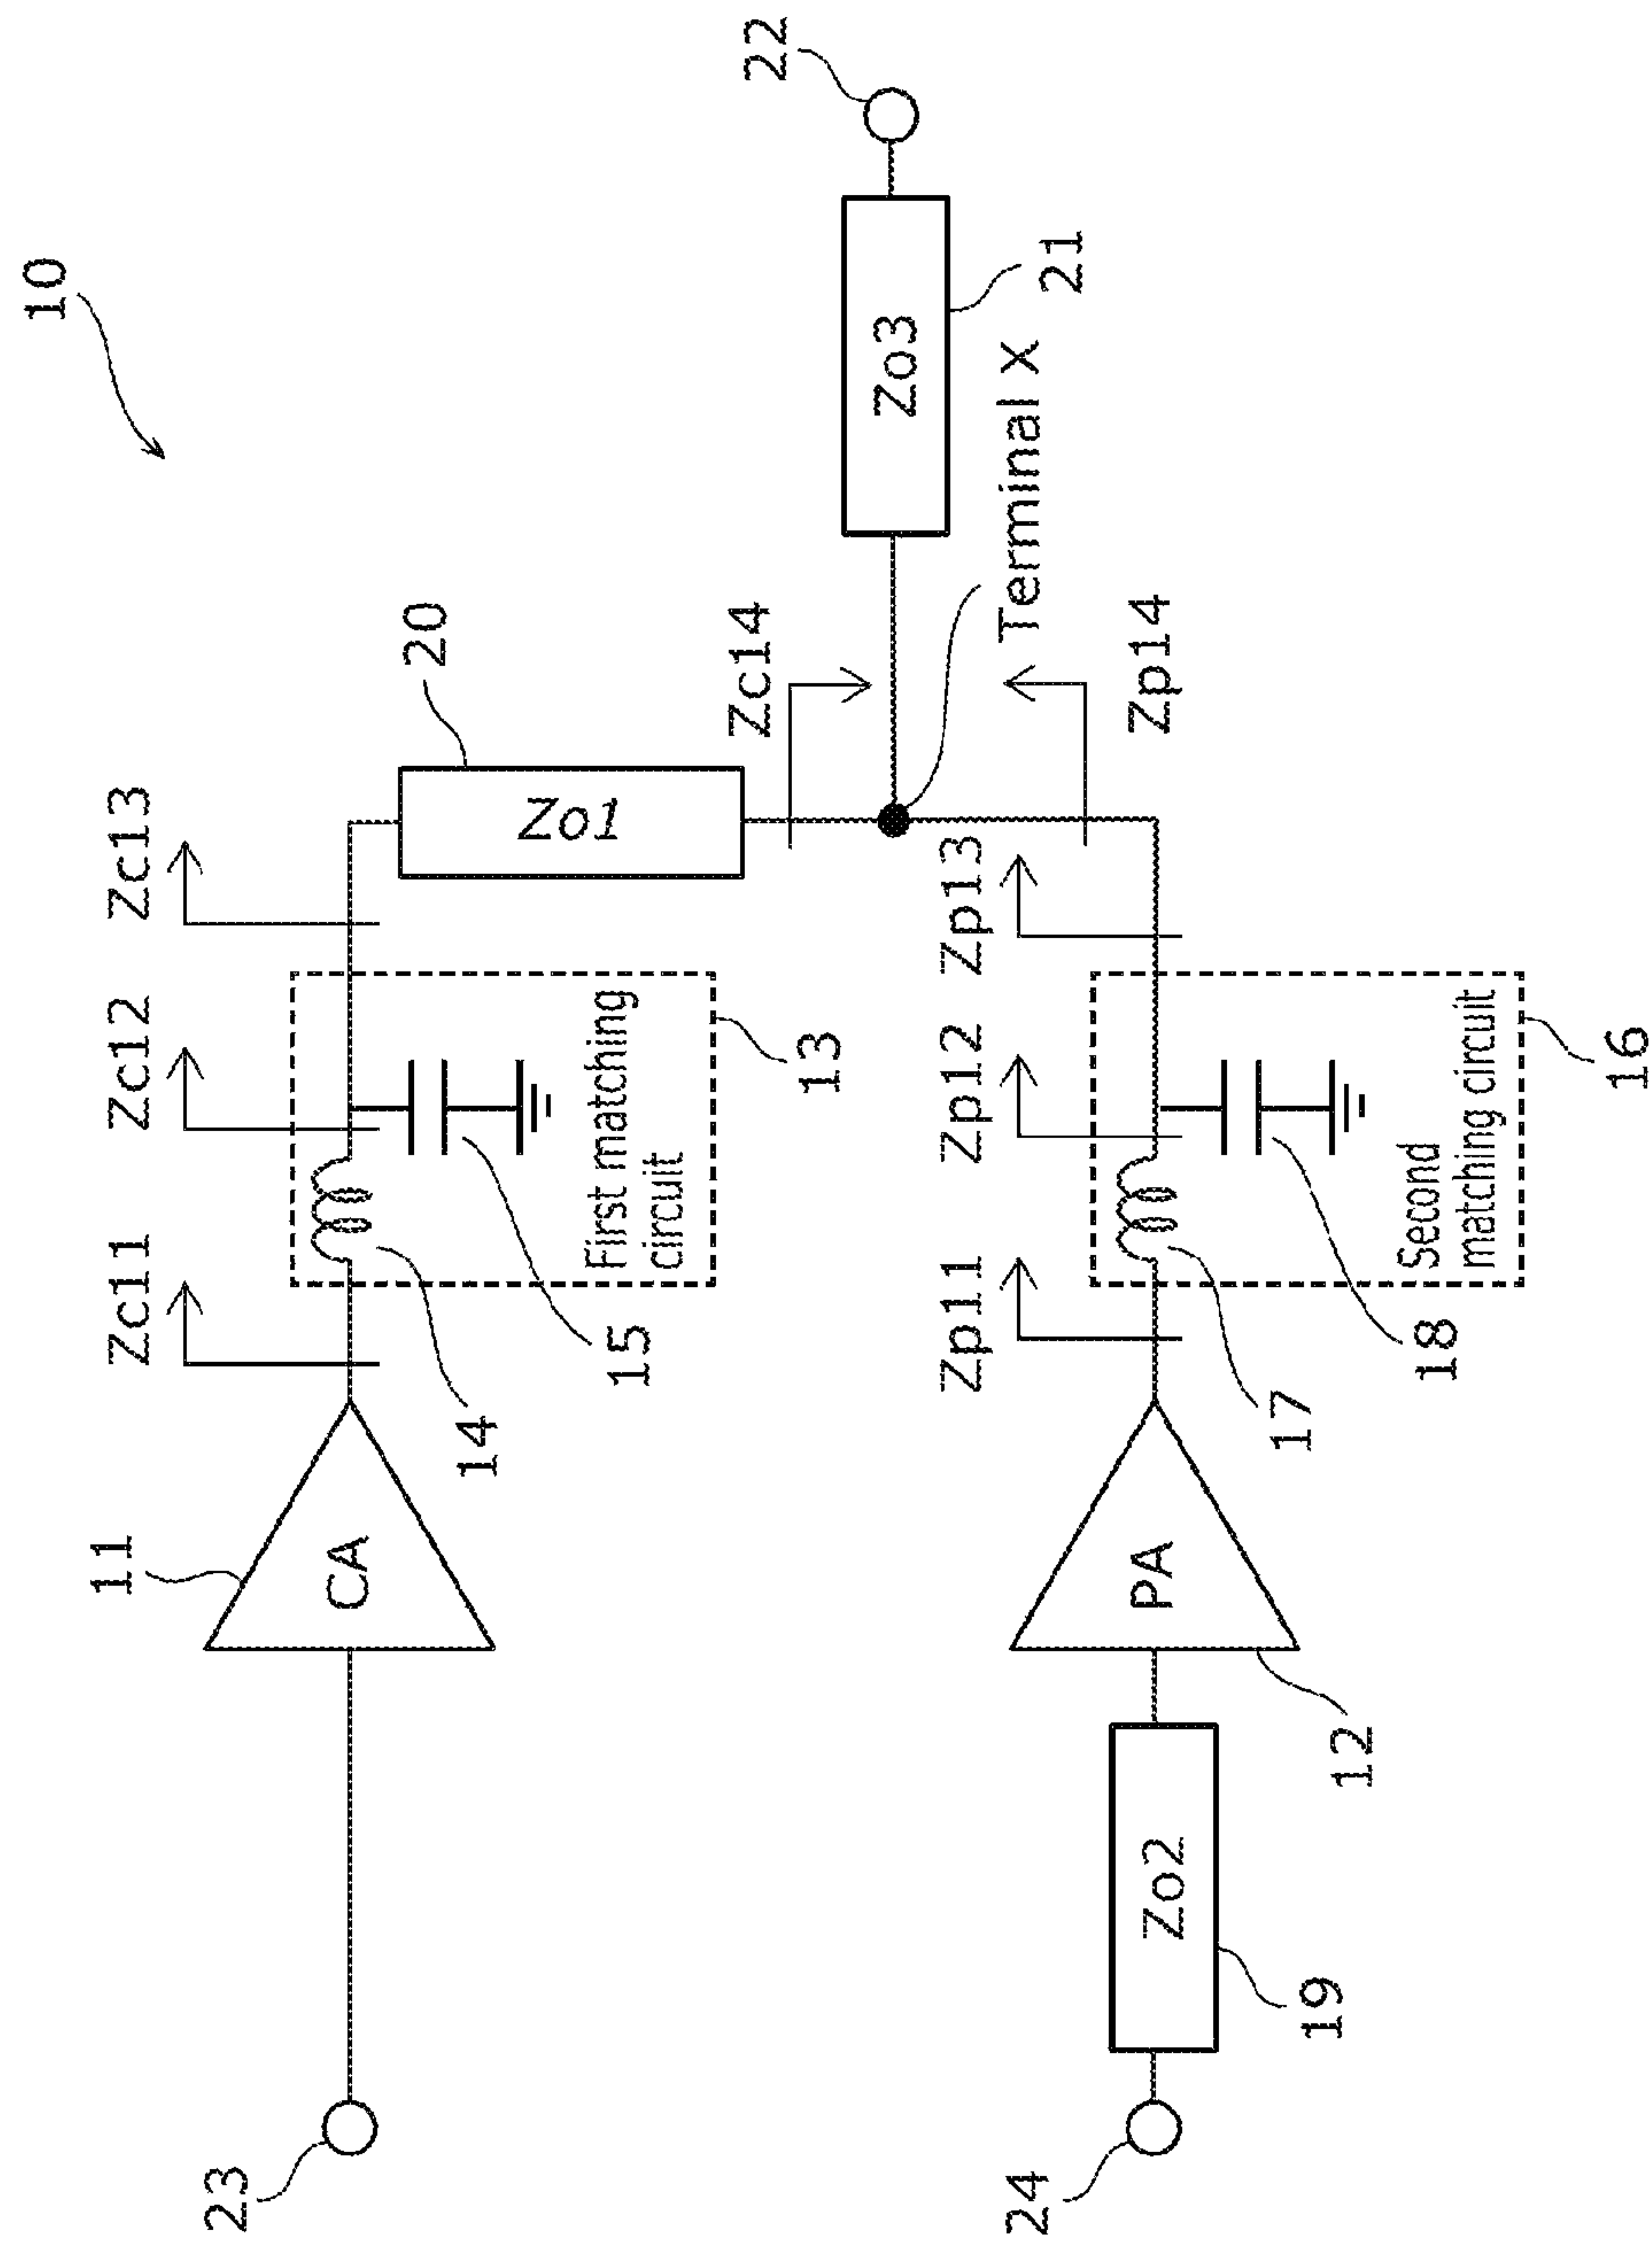 10
11
CA
23
Zc11
Zc12
Zc13
14
15
First matching
circuit
13
20
Zo1
Zc14
22
Zo3
21
Terminal X
Zp14
24
Zo2
19
PA
12
Zp11
Zp12
Zp13
17
18
Second
matching circuit
16